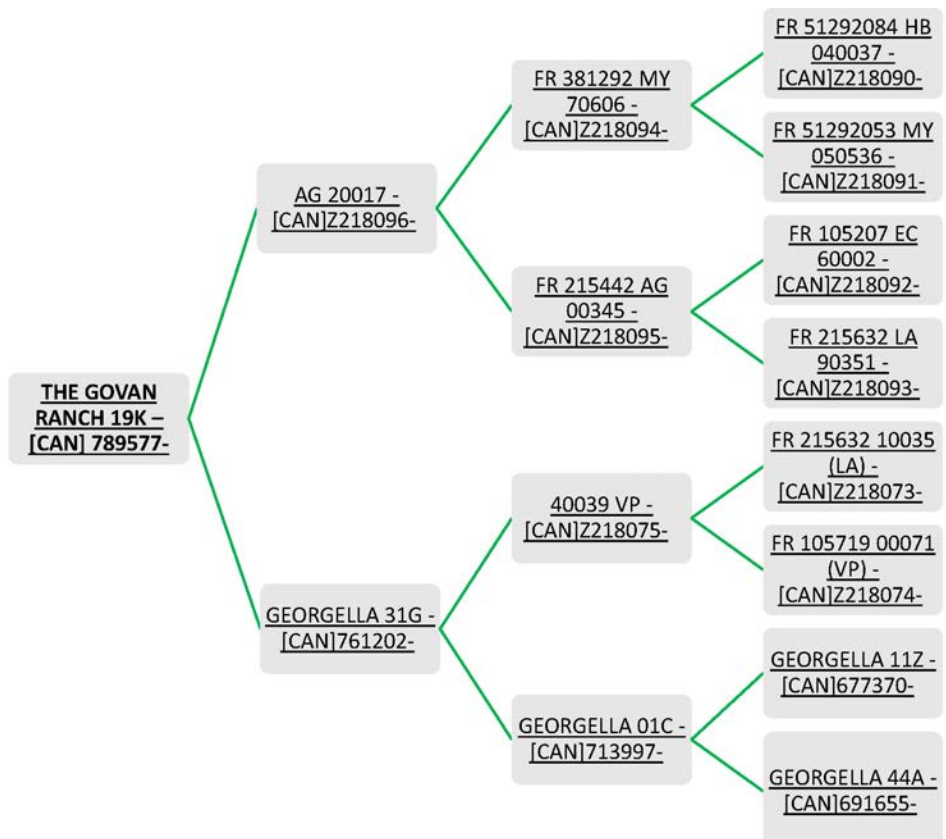 FR 51292084 HB
040037 -
[CAN]Z218090-
FR 381292 MY
70606 -
[CAN]Z218094-
FR 51292053 MY
050536 -
[CAN]Z218091-
AG 20017 -
[CAN]Z218096-
FR 105207 EC
60002 -
[CAN]Z218092-
FR 215442 AG
00345 -
[CAN]Z218095-
FR 215632 LA
90351 -
[CAN]Z218093-
THE GOVAN
RANCH 19K –
[CAN] 789577-
FR 215632 10035
(LA) -
[CAN]Z218073-
40039 VP -
[CAN]Z218075-
FR 105719 00071
(VP) -
[CAN]Z218074-
GEORGELLA 31G -
[CAN]761202-
GEORGELLA 11Z -
[CAN]677370-
GEORGELLA 01C -
[CAN]713997-
GEORGELLA 44A -
[CAN]691655-